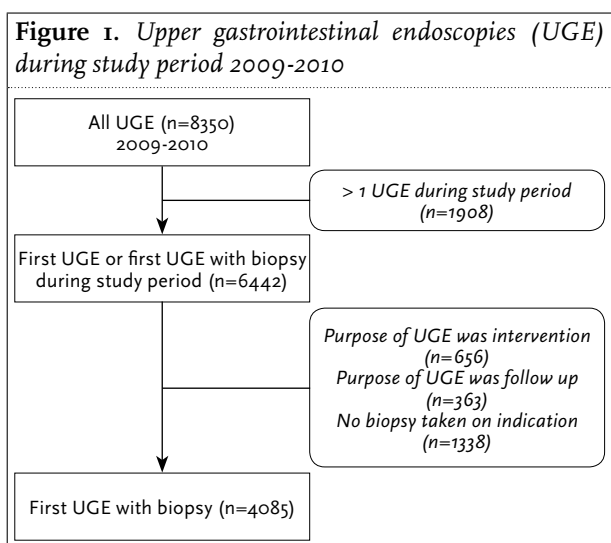 Figure 1. Upper gastrointestinal endoscopies (UGE)
during study period 2009-2010
All UGE (n=8350)
2009-2010
> 1 UGE during study period
(n=1908)
First UGE or first UGE with biopsy
during study period (n=6442)
Purpose of UGE was intervention
(n=656)
Purpose of UGE was follow up
(n=363)
No biopsy taken on indication
(n=1338)
First UGE with biopsy (n=4085)